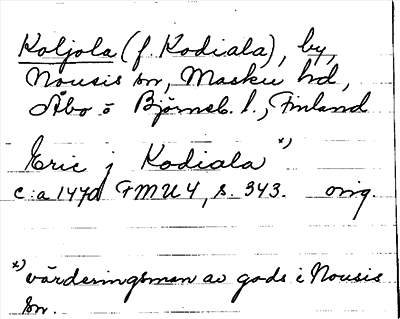 Koljola (f. Kodiala), by,
Nousis sn, Masku hd,
Åbo o Björneb. l., Finland
Eric j Kodiala *)
c:a 1470 FMU 4, s. 343. orig.
*) värderingsman av gods i Nousis
sn.